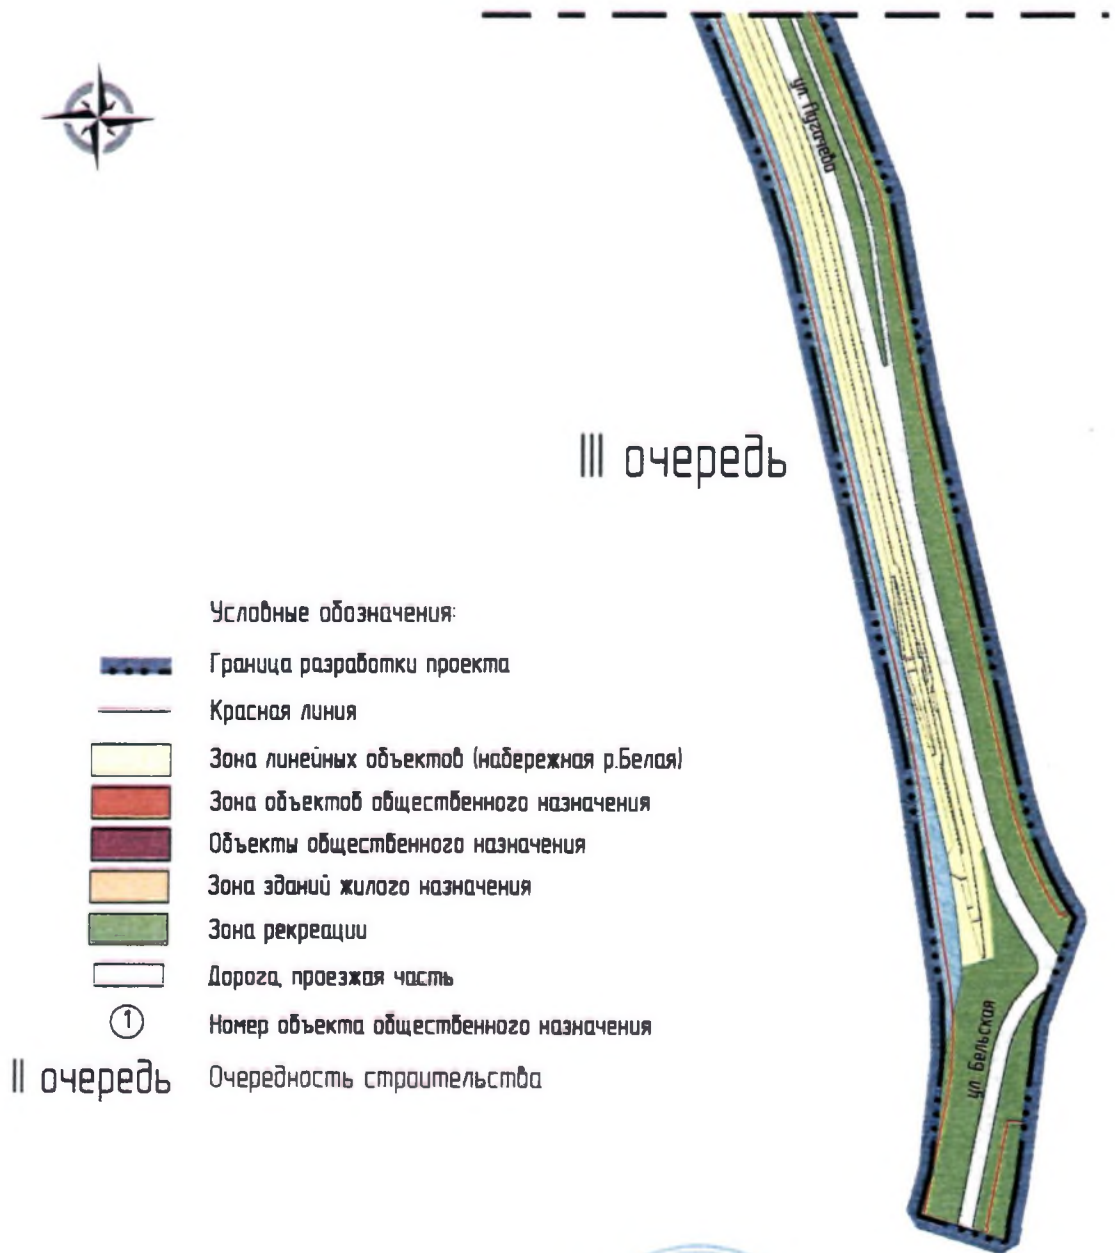 ул. Пугачева
III очередь
Условные обозначения:
Граница разработки проекта
Красная линия
Зона линейных объектов (набережная р.Белая)
Зона объектов общественного назначения
Объекты общественного назначения
Зона зданий жилого назначения
Зона рекреации
Дорога, проезжая часть
1 Номер объекта общественного назначения
II очередь Очередность строительства
ул. Бельская